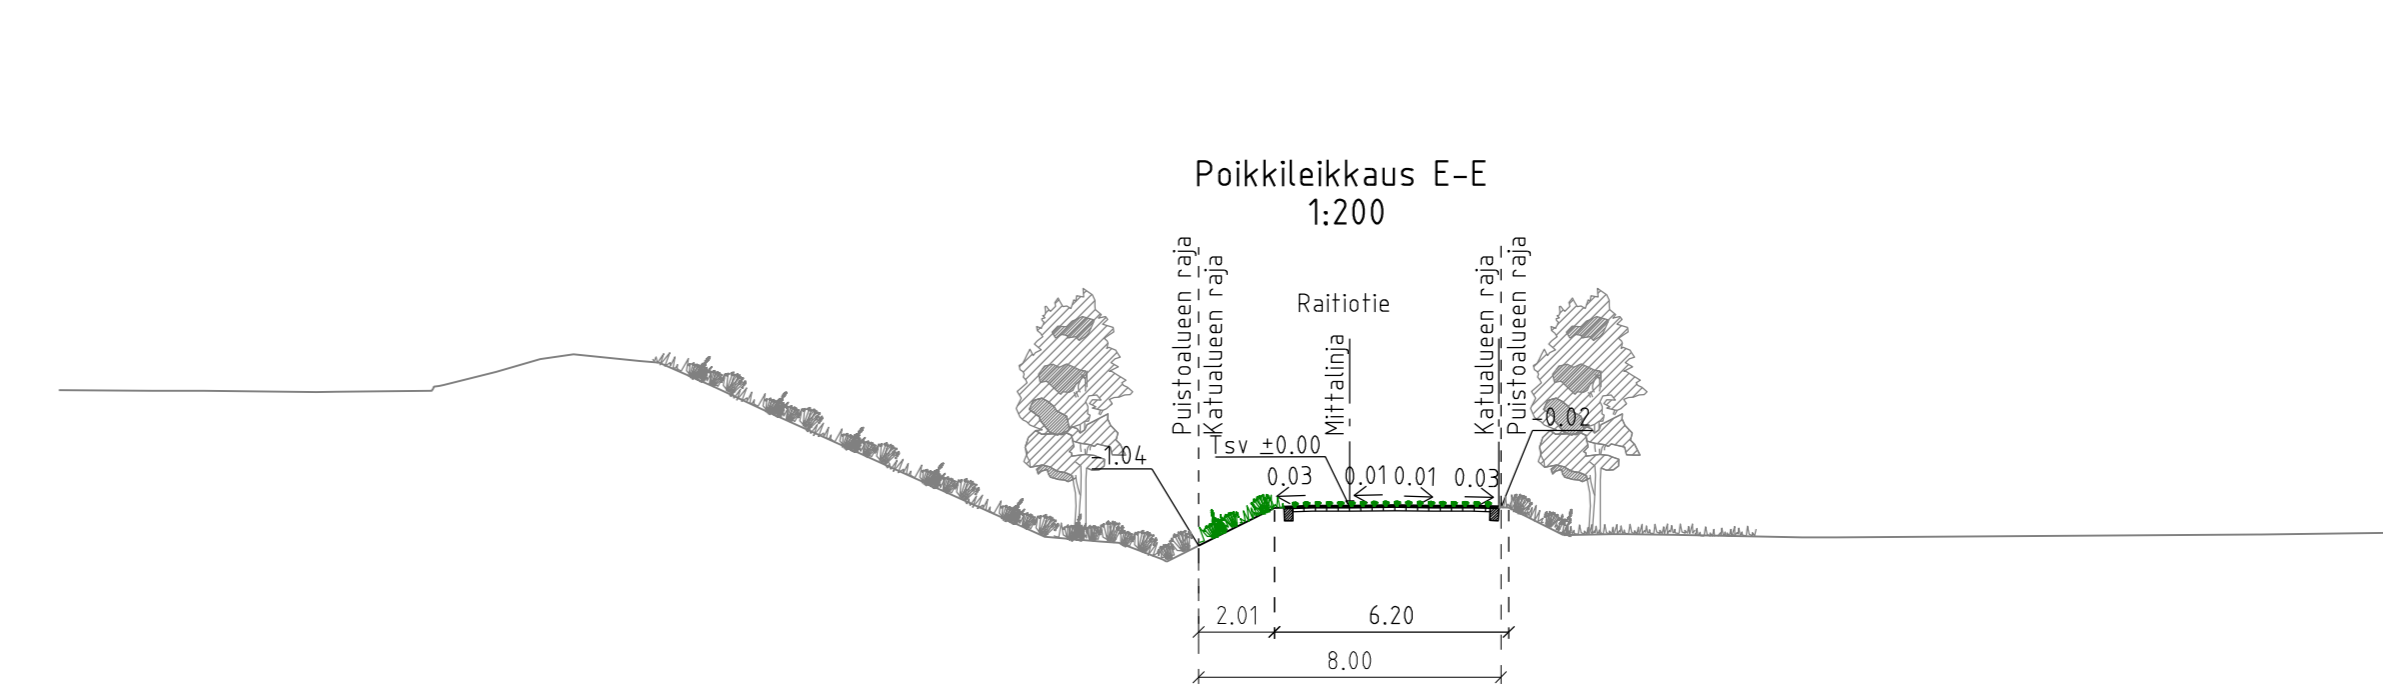 Poikkileikkaus E-E
1:200
Puistoalueen raja
Katualueen raja
Raitiotie
Mittalinja
Katualueen raja
Puistoalueen raja
-0.02
Tsv ±0.00
-1.04
0.03
0.01
0.01
0.03
2.01
6.20
8.00